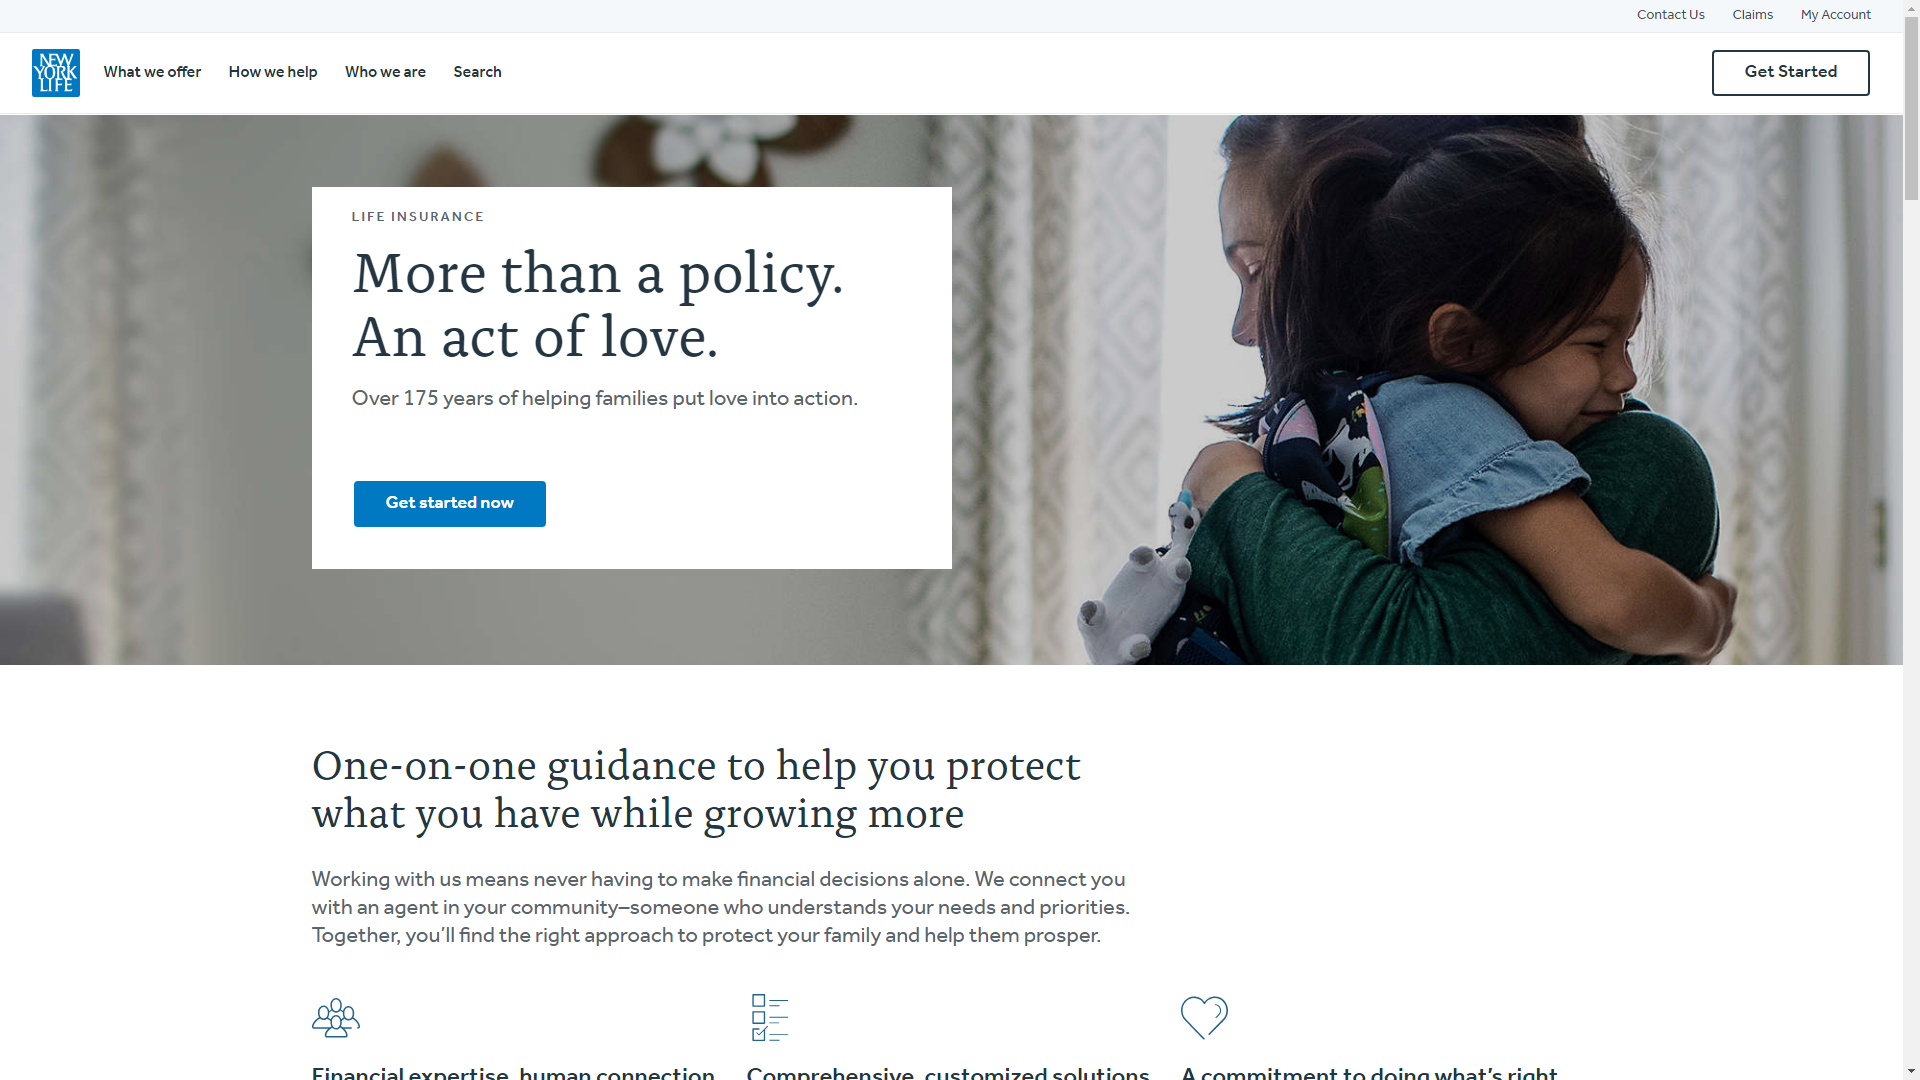 Contact Us Claims My Account
NEW
YORK
LIFE
What we offer How we help Who we are Search
Get Started
LIFE INSURANCE
More than a policy.
An act of love.
Over 175 years of helping families put love into action.
Get started now
One-on-one guidance to help you protect
what you have while growing more
Working with us means never having to make financial decisions alone. We connect you
with an agent in your community–someone who understands your needs and priorities.
Together, you’ll find the right approach to protect your family and help them prosper.
Financial expertise, human connection
Comprehensive, customized solutions
A commitment to doing what’s right